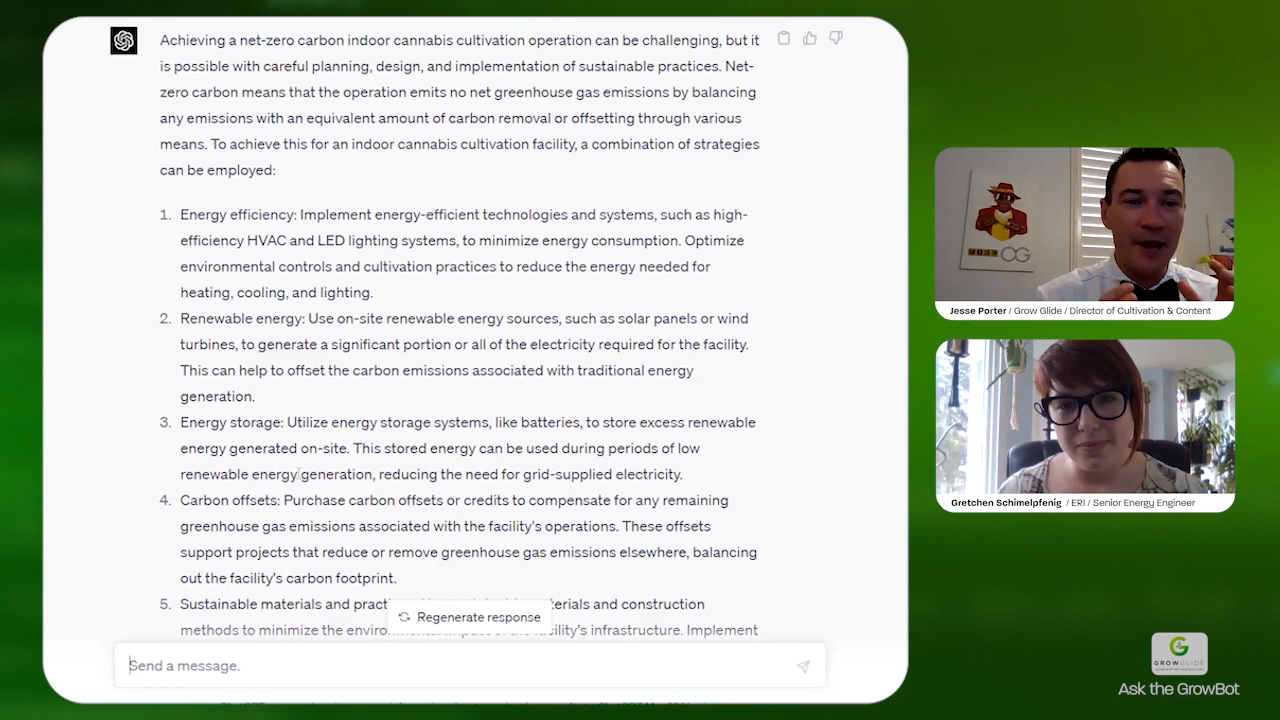 Achieving a net-zero carbon indoor cannabis cultivation operation can be challenging, but it
is possible with careful planning, design, and implementation of sustainable practices. Net-
zero carbon means that the operation emits no net greenhouse gas emissions by balancing
any emissions with an equivalent amount of carbon removal or offsetting through various
means. To achieve this for an indoor cannabis cultivation facility, a combination of strategies
can be employed:
1. Energy efficiency: Implement energy-efficient technologies and systems, such as high-
efficiency HVAC and LED lighting systems, to minimize energy consumption. Optimize
environmental controls and cultivation practices to reduce the energy needed for
heating, cooling, and lighting.
2. Renewable energy: Use on-site renewable energy sources, such as solar panels or wind
turbines, to generate a significant portion or all of the electricity required for the facility.
This can help to offset the carbon emissions associated with traditional energy
generation.
3. Energy storage: Utilize energy storage systems, like batteries, to store excess renewable
energy generated on-site. This stored energy can be used during periods of low
renewable energy generation, reducing the need for grid-supplied electricity.
4. Carbon offsets: Purchase carbon offsets or credits to compensate for any remaining
greenhouse gas emissions associated with the facility's operations. These offsets
support projects that reduce or remove greenhouse gas emissions elsewhere, balancing
out the facility's carbon footprint.
5. Sustainable materials and construction
methods to minimize the facility's infrastructure. Implement
Regenerate response
Send a message.
OG
Jesse Porter / Grow Glide / Director of Cultivation & Content
Gretchen Schimelpfenig / ERI / Senior Energy Engineer
G
GROWGLIDE
Ask the GrowBot